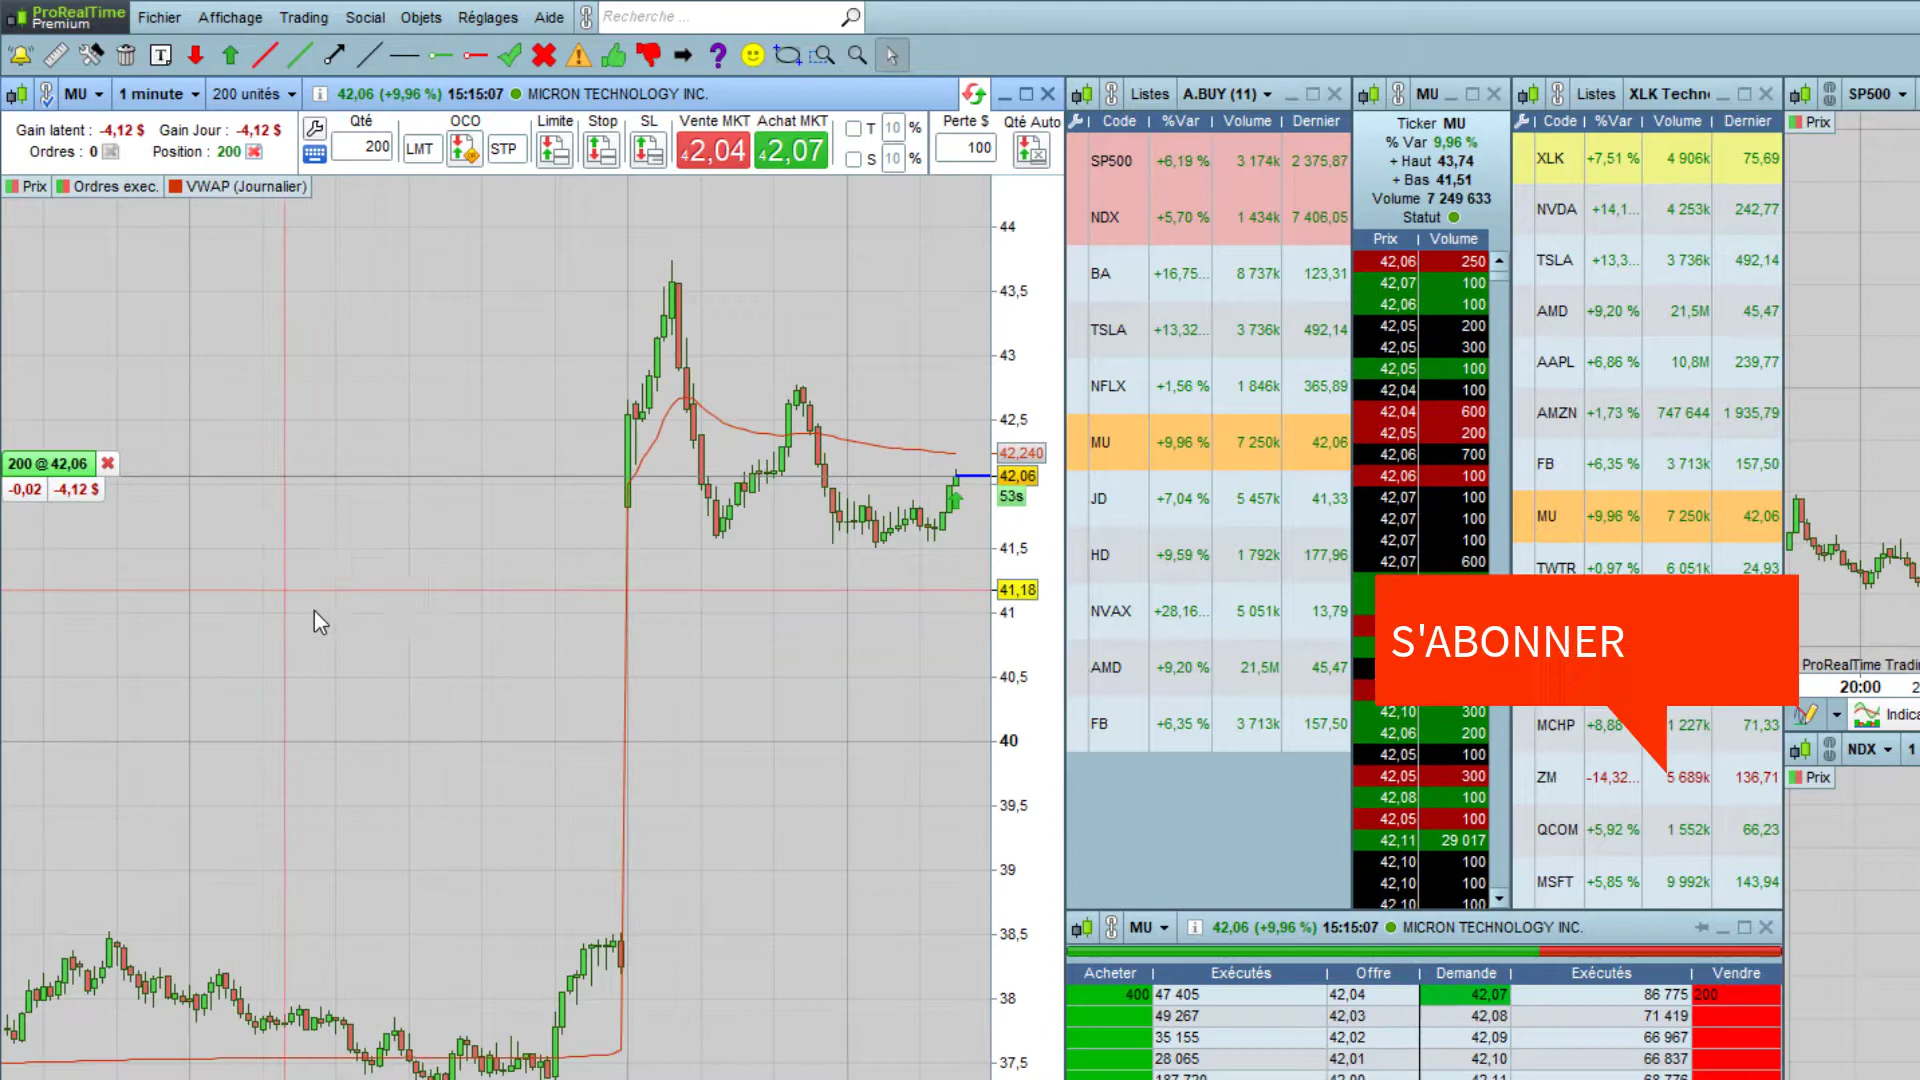 ProRealTime
Premium
Fichier Affichage Trading Social Objets Réglages Aide
Recherche ...
MU 1 minute 200 unités 42,06 (+9,96 %) 15:15:07 MICRON TECHNOLOGY INC.
Gain latent : -4,12 $ Gain Jour : -4,12 $
Ordres : 0 Position : 200
Qté 200 LMT OCO STP Limite Stop SL
Vente MKT 42,04 Achat MKT 42,07
T 10 %
S 10 %
Perte $ 100 Qté Auto
Prix Ordres exec. VWAP (Journalier)
200 @ 42,06
-0,02 -4,12 $
44
43,5
43
42,5
42,240
42,06
53s
41,5
41,18
41
40,5
40
39,5
39
38,5
38
37,5
Listes A.BUY (11)
Code %Var Volume Dernier
SP500 +6,19 % 3 174k 2 375,87
NDX +5,70 % 1 434k 7 406,05
BA +16,75... 8 737k 123,31
TSLA +13,32... 3 736k 492,14
NFLX +1,56 % 1 846k 365,89
MU +9,96 % 7 250k 42,06
JD +7,04 % 5 457k 41,33
HD +9,59 % 1 792k 177,96
NVAX +28,16... 5 051k 13,79
AMD +9,20 % 21,5M 45,47
FB +6,35 % 3 713k 157,50
MU
Ticker MU
% Var 9,96 %
+ Haut 43,74
+ Bas 41,51
Volume 7 249 633
Statut
Prix Volume
42,06 250
42,07 100
42,06 100
42,05 200
42,05 300
42,05 100
42,04 100
42,04 600
42,05 200
42,06 700
42,06 100
42,07 100
42,07 100
42,07 100
42,07 600
42,10 300
42,06 200
42,05 100
42,05 300
42,08 100
42,05 100
42,11 29 017
42,10 100
42,10 100
42,10 100
Listes XLK Techn
Code %Var Volume Dernier
XLK +7,51 % 4 906k 75,69
NVDA +14,1... 4 253k 242,77
TSLA +13,3... 3 736k 492,14
AMD +9,20 % 21,5M 45,47
AAPL +6,86 % 10,8M 239,77
AMZN +1,73 % 747 644 1 935,79
FB +6,35 % 3 713k 157,50
MU +9,96 % 7 250k 42,06
TWTR +0,97 % 6 051k 24,93
S'ABONNER
MCHP +8,88 1 227k 71,33
ZM -14,32... 5 689k 136,71
QCOM +5,92 % 1 552k 66,23
MSFT +5,85 % 9 992k 143,94
SP500
Prix
ProRealTime Tradi
20:00 2
Indica
NDX 1
Prix
MU 42,06 (+9,96 %) 15:15:07 MICRON TECHNOLOGY INC.
Acheter Exécutés Offre Demande Exécutés Vendre
400 47 405 42,04 42,07 86 775 200
49 267 42,03 42,08 71 419
35 155 42,02 42,09 66 967
28 065 42,01 42,10 66 837